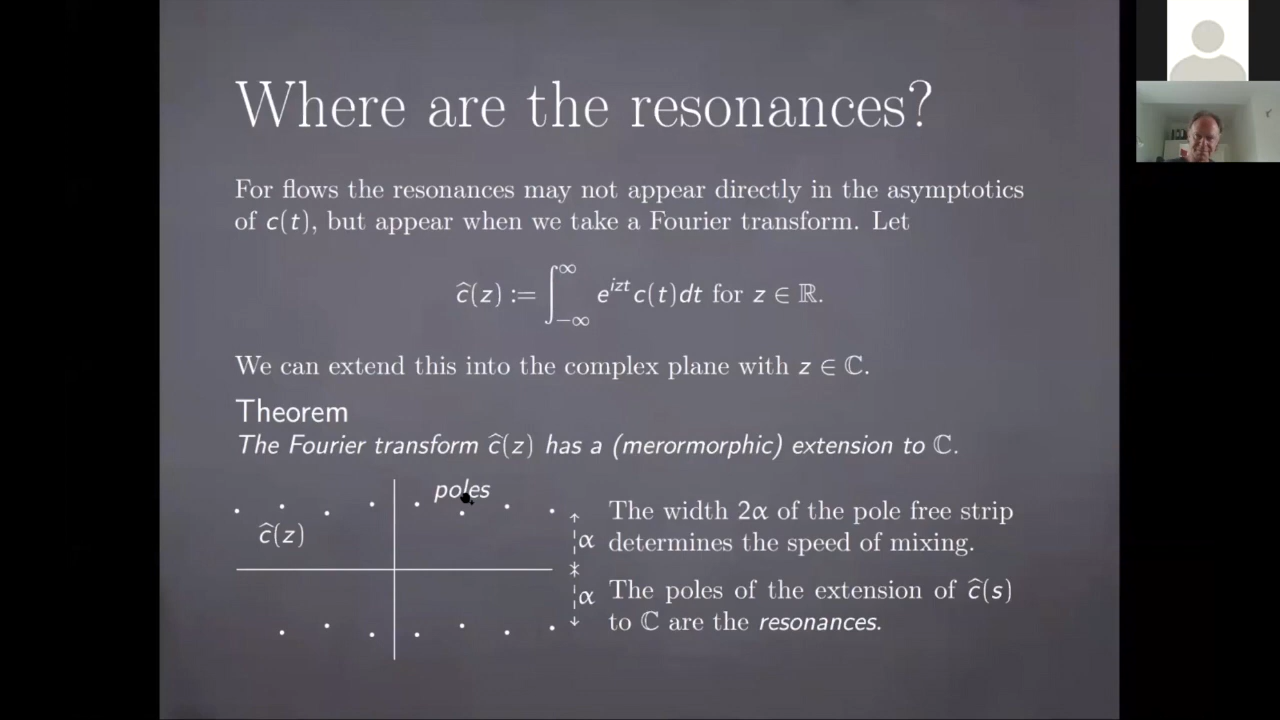 Where are the resonances?
For flows the resonances may not appear directly in the asymptotics
of c(t), but appear when we take a Fourier transform. Let
ĉ(z) := ∫_{−∞}^{∞} e^{izt} c(t)dt for z ∈ ℝ.
We can extend this into the complex plane with z ∈ ℂ.
Theorem
The Fourier transform ĉ(z) has a (merormorphic) extension to ℂ.
poles
ĉ(z)
α
α
The width 2α of the pole free strip
determines the speed of mixing.
The poles of the extension of ĉ(s)
to ℂ are the resonances.